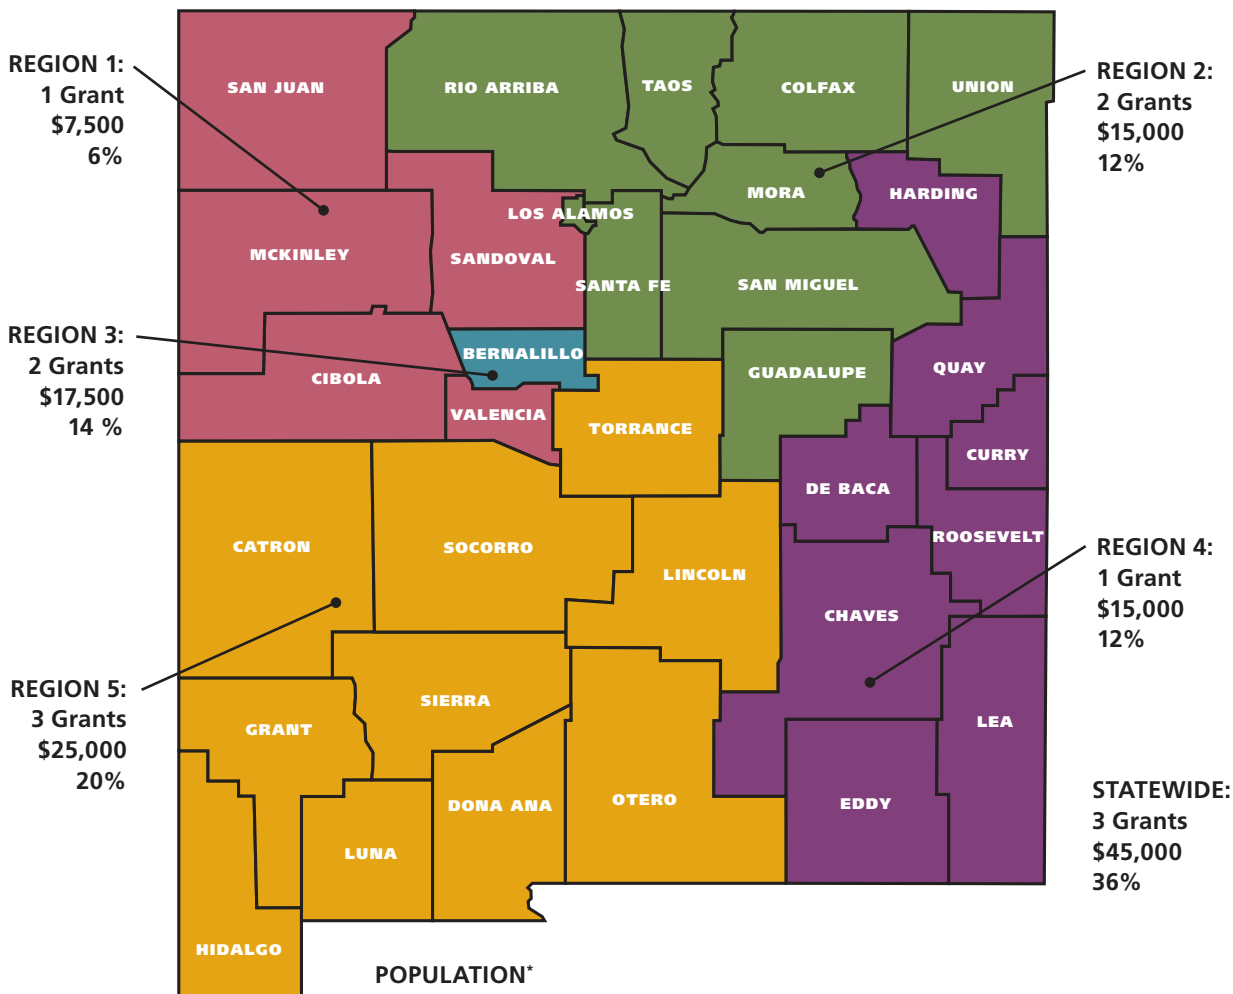 REGION 1:
1 Grant
$7,500
6%
REGION 2:
2 Grants
$15,000
12%
REGION 3:
2 Grants
$17,500
14 %
REGION 4:
1 Grant
$15,000
12%
REGION 5:
3 Grants
$25,000
20%
STATEWIDE:
3 Grants
$45,000
36%
SAN JUAN
RIO ARRIBA
TAOS
COLFAX
UNION
MORA
HARDING
LOS ALAMOS
MCKINLEY
SANDOVAL
SANTA FE
SAN MIGUEL
BERNALILLO
CIBOLA
GUADALUPE
QUAY
VALENCIA
TORRANCE
CURRY
DE BACA
CATRON
SOCORRO
LINCOLN
ROOSEVELT
CHAVES
SIERRA
GRANT
LEA
DONA ANA
OTERO
EDDY
LUNA
HIDALGO
POPULATION*